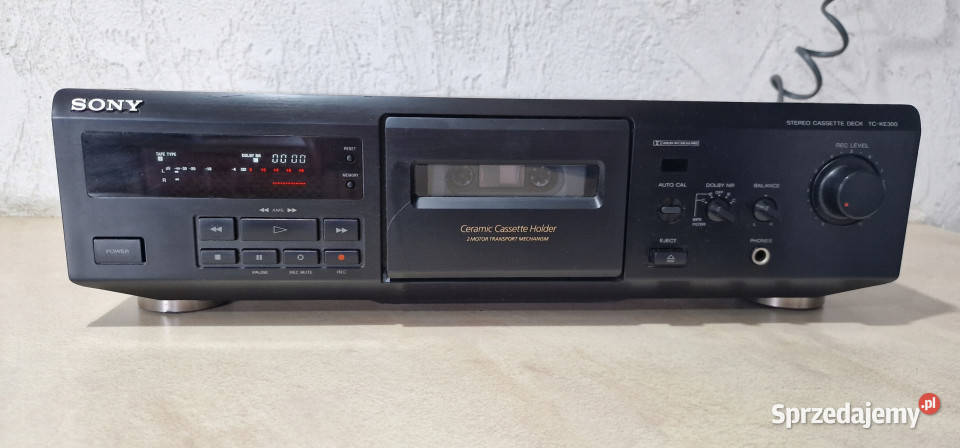 SONY
STEREO CASSETTE DECK TC-KE300
REC LEVEL
TAPE TYPE
DOLBY NR
00:00
RESET
MEMORY
L
R
AMS
POWER
PAUSE
REC MUTE
REC
Ceramic Cassette Holder
2 MOTOR TRANSPORT MECHANISM
AUTO CAL
DOLBY NR
OFF
BALANCE
L R
EJECT
PHONES
Sprzedajemy.pl